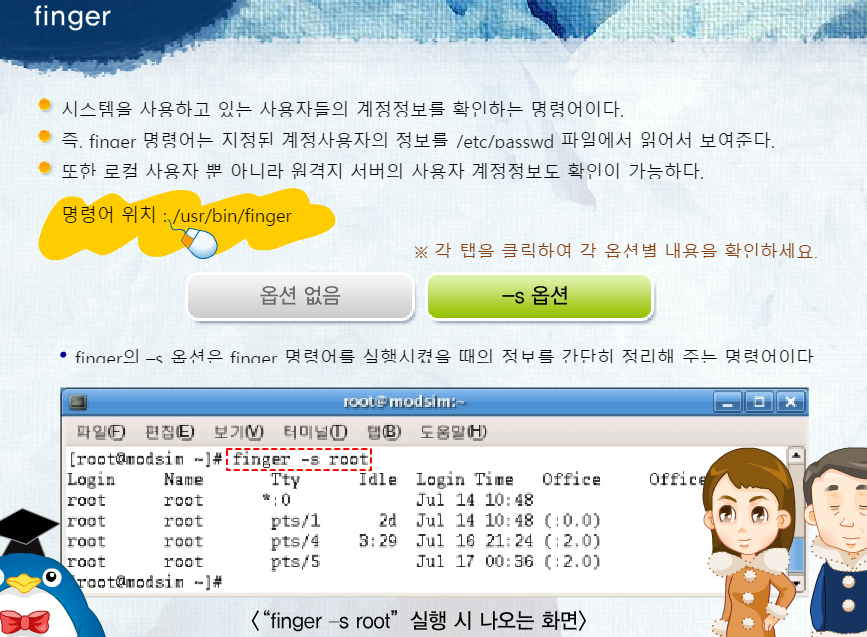 finger
시스템을 사용하고 있는 사용자들의 계정정보를 확인하는 명령어이다.
즉, finger 명령어는 지정된 계정사용자의 정보를 /etc/passwd 파일에서 읽어서 보여준다.
또한 로컬 사용자 뿐 아니라 원격지 서버의 사용자 계정정보도 확인이 가능하다.
명령어 위치 : /usr/bin/finger
※ 각 탭을 클릭하여 각 옵션별 내용을 확인하세요.
옵션 없음
–s 옵션
finger의 –s 옵션은 finger 명령어를 실행시켰을 때의 정보를 간단히 정리해 주는 명령어이다
root@modsim:~
파일(F) 편집(E) 보기(V) 터미널(T) 탭(B) 도움말(H)
[root@modsim ~]# finger -s root
Login Name Tty Idle Login Time Office Office
root root *:0 Jul 14 10:48
root root pts/1 2d Jul 14 10:48 (:0.0)
root root pts/4 3:29 Jul 16 21:24 (:2.0)
root root pts/5 Jul 17 00:36 (:2.0)
[root@modsim ~]#
〈“finger –s root” 실행 시 나오는 화면〉